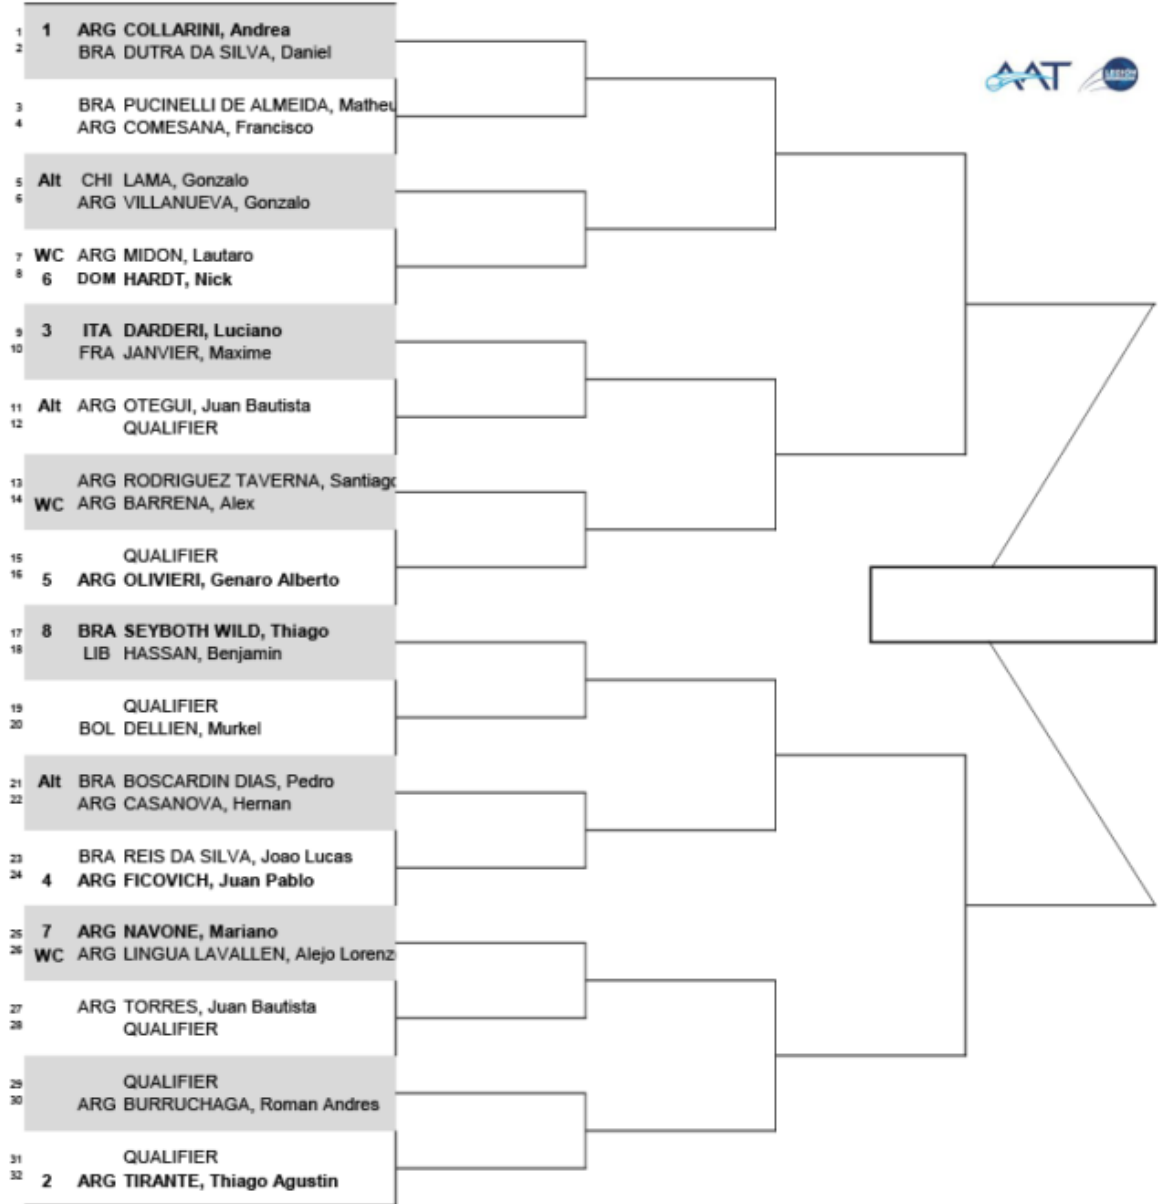 1 1 ARG COLLARINI, Andrea
2 BRA DUTRA DA SILVA, Daniel
3 BRA PUCINELLI DE ALMEIDA, Matheu
4 ARG COMESANA, Francisco
5 Alt CHI LAMA, Gonzalo
6 ARG VILLANUEVA, Gonzalo
7 WC ARG MIDON, Lautaro
8 6 DOM HARDT, Nick
9 3 ITA DARDERI, Luciano
10 FRA JANVIER, Maxime
11 Alt ARG OTEGUI, Juan Bautista
12 QUALIFIER
13 ARG RODRIGUEZ TAVERNA, Santiago
14 WC ARG BARRENA, Alex
15 QUALIFIER
16 5 ARG OLIVIERI, Genaro Alberto
17 8 BRA SEYBOTH WILD, Thiago
18 LIB HASSAN, Benjamin
19 QUALIFIER
20 BOL DELLIEN, Murkel
21 Alt BRA BOSCARDIN DIAS, Pedro
22 ARG CASANOVA, Hernan
23 BRA REIS DA SILVA, Joao Lucas
24 4 ARG FICOVICH, Juan Pablo
25 7 ARG NAVONE, Mariano
26 WC ARG LINGUA LAVALLEN, Alejo Lorenz
27 ARG TORRES, Juan Bautista
28 QUALIFIER
29 QUALIFIER
30 ARG BURRUCHAGA, Roman Andres
31 QUALIFIER
32 2 ARG TIRANTE, Thiago Agustin
AAT